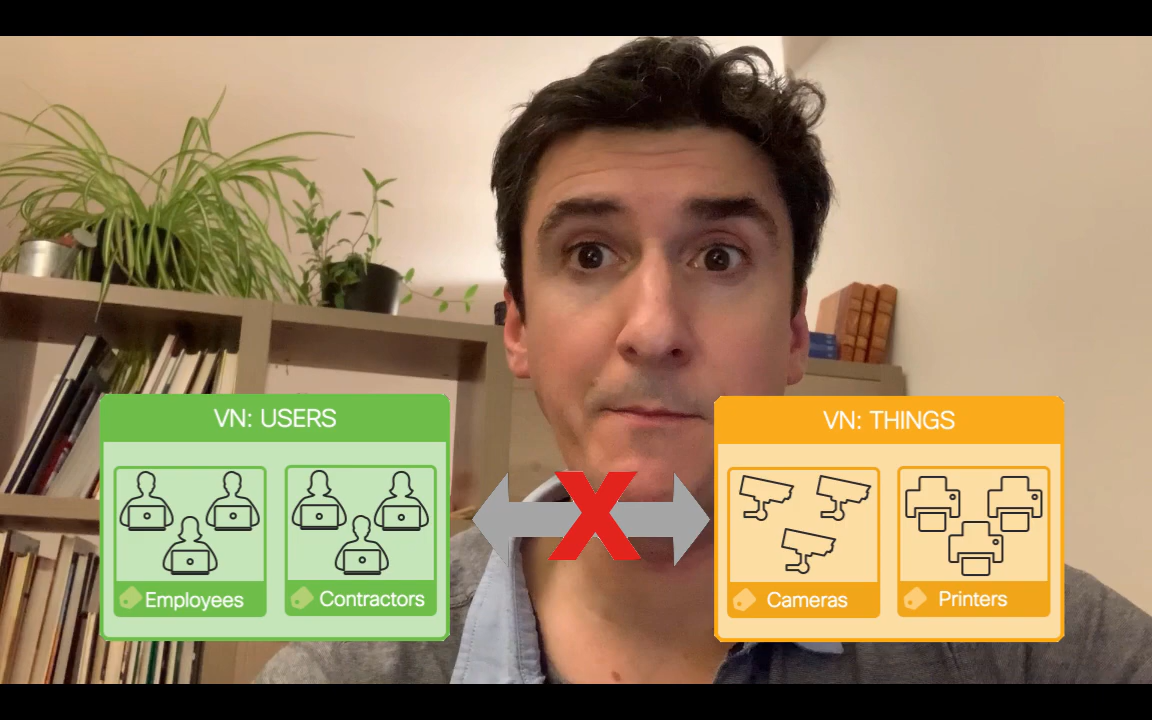 VN: USERS
Employees
Contractors
X
VN: THINGS
Cameras
Printers